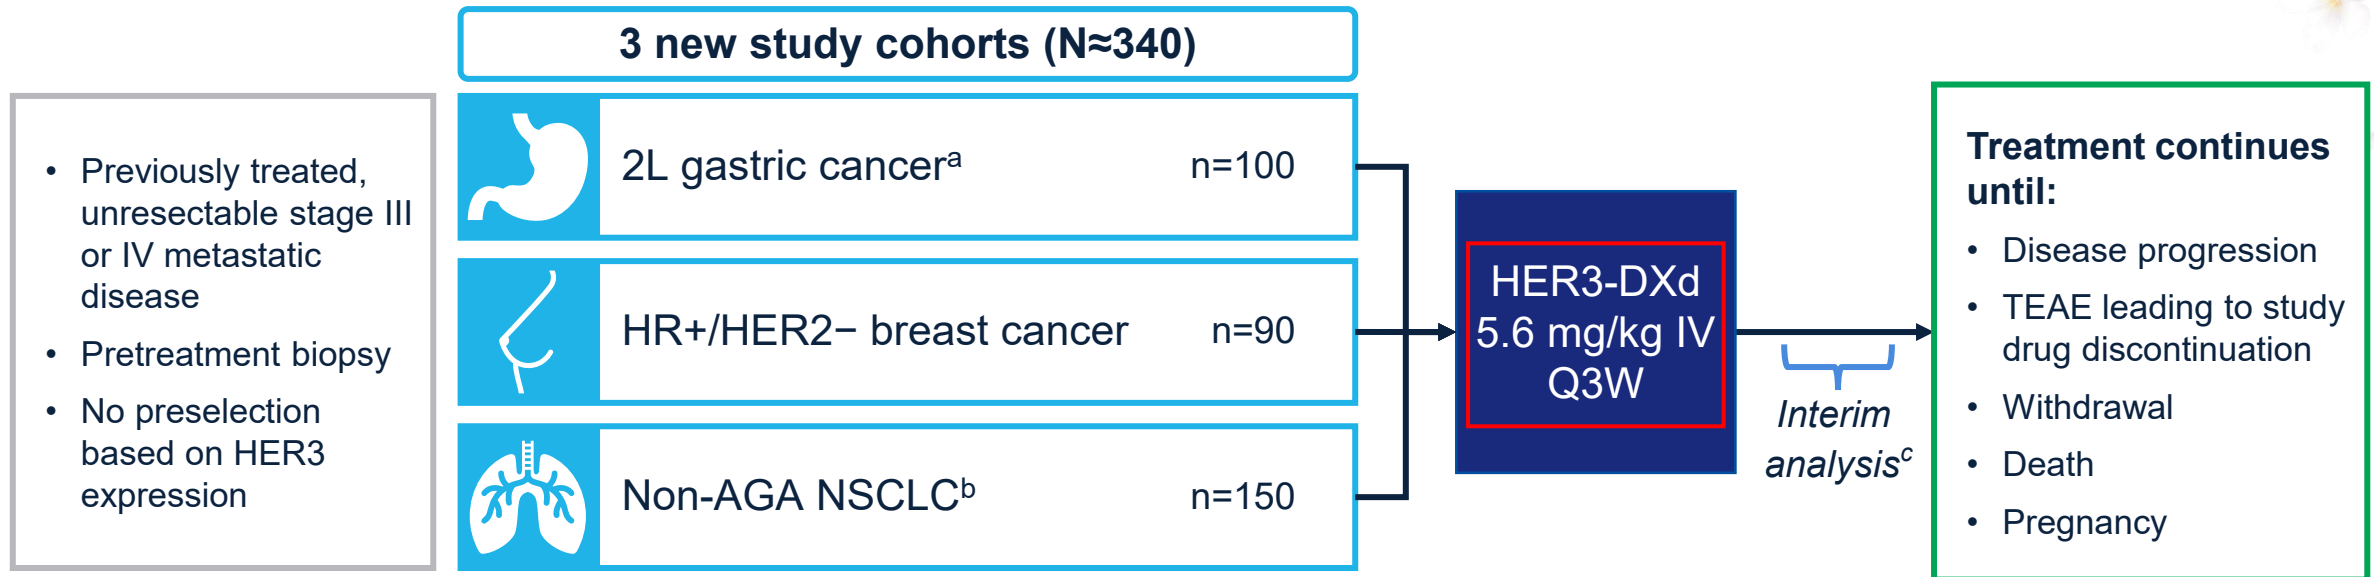 3 new study cohorts (N≈340)
• Previously treated,
unresectable stage III
or IV metastatic
disease
• Pretreatment biopsy
• No preselection
based on HER3
expression
2L gastric cancerᵃ n=100
HR+/HER2− breast cancer n=90
Non-AGA NSCLCᵇ n=150
HER3-DXd
5.6 mg/kg IV
Q3W
Interim
analysisᶜ
Treatment continues
until:
• Disease progression
• TEAE leading to study
drug discontinuation
• Withdrawal
• Death
• Pregnancy